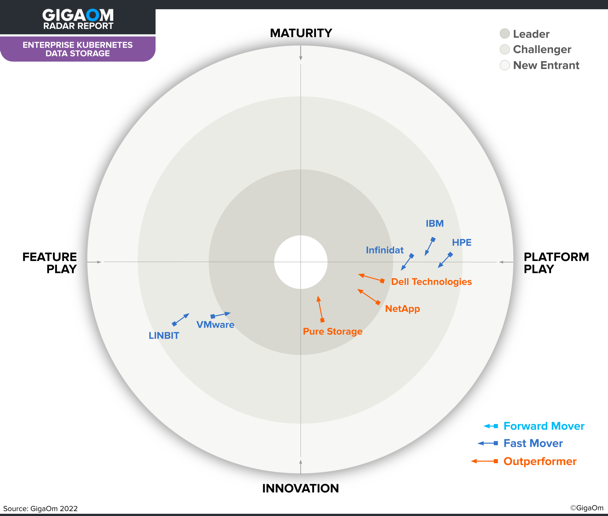 GIGAOM
RADAR REPORT
ENTERPRISE KUBERNETES
DATA STORAGE
MATURITY
Leader
Challenger
New Entrant
IBM
HPE
Infinidat
FEATURE
PLAY
PLATFORM
PLAY
Dell Technologies
NetApp
VMware
LINBIT
Pure Storage
Forward Mover
Fast Mover
Outperformer
INNOVATION
Source: GigaOm 2022
©GigaOm